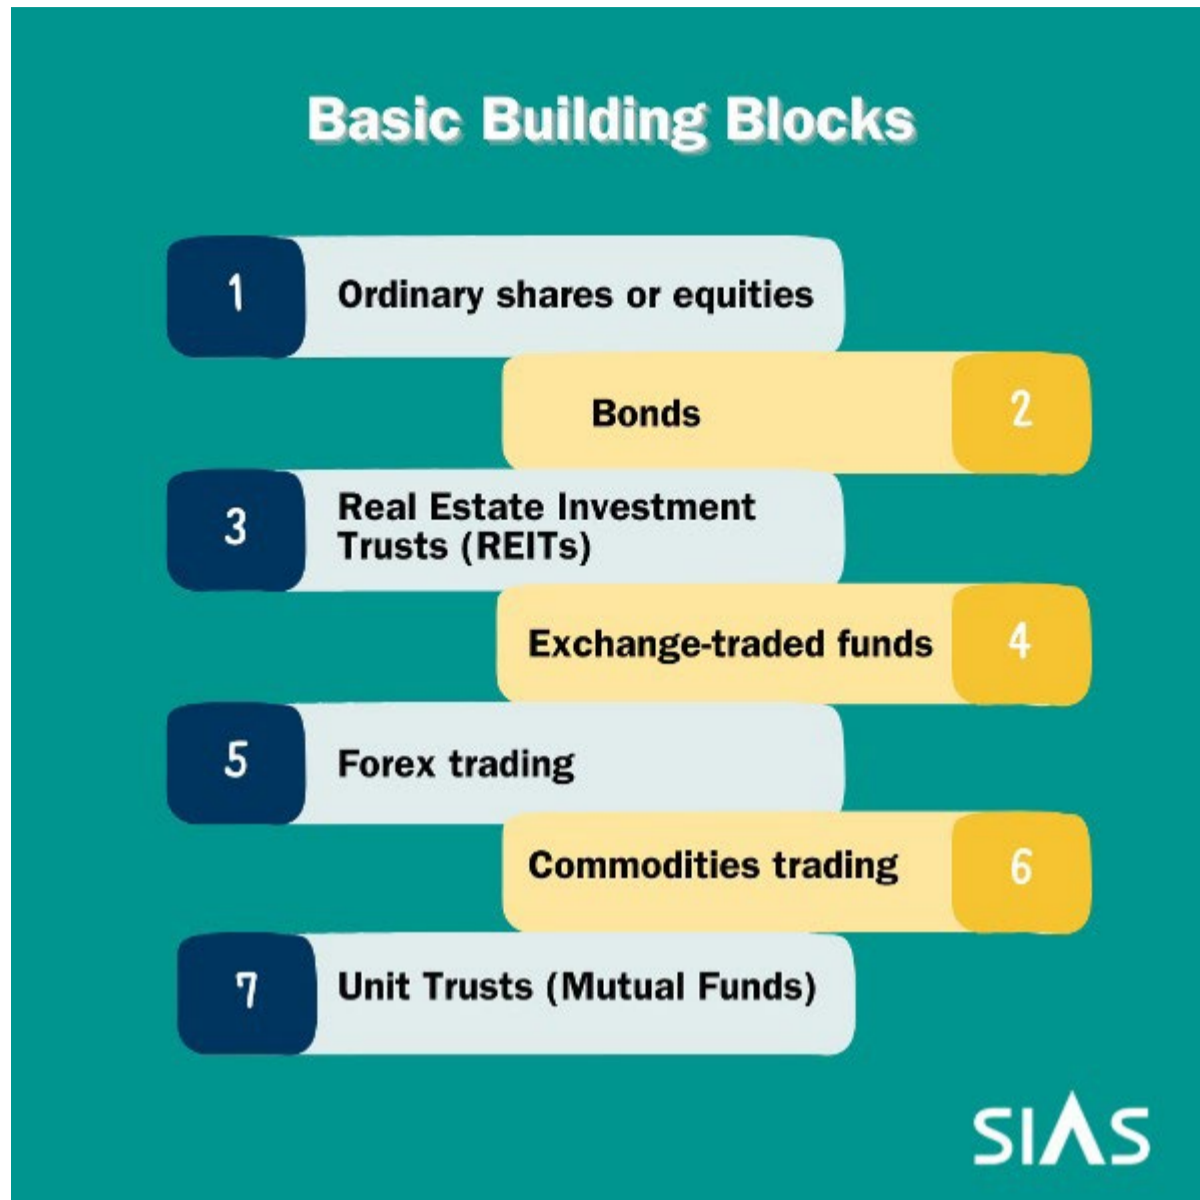 Basic Building Blocks
1
Ordinary shares or equities
Bonds
2
3
Real Estate Investment
Trusts (REITs)
Exchange-traded funds
4
5
Forex trading
Commodities trading
6
7
Unit Trusts (Mutual Funds)
SIAS